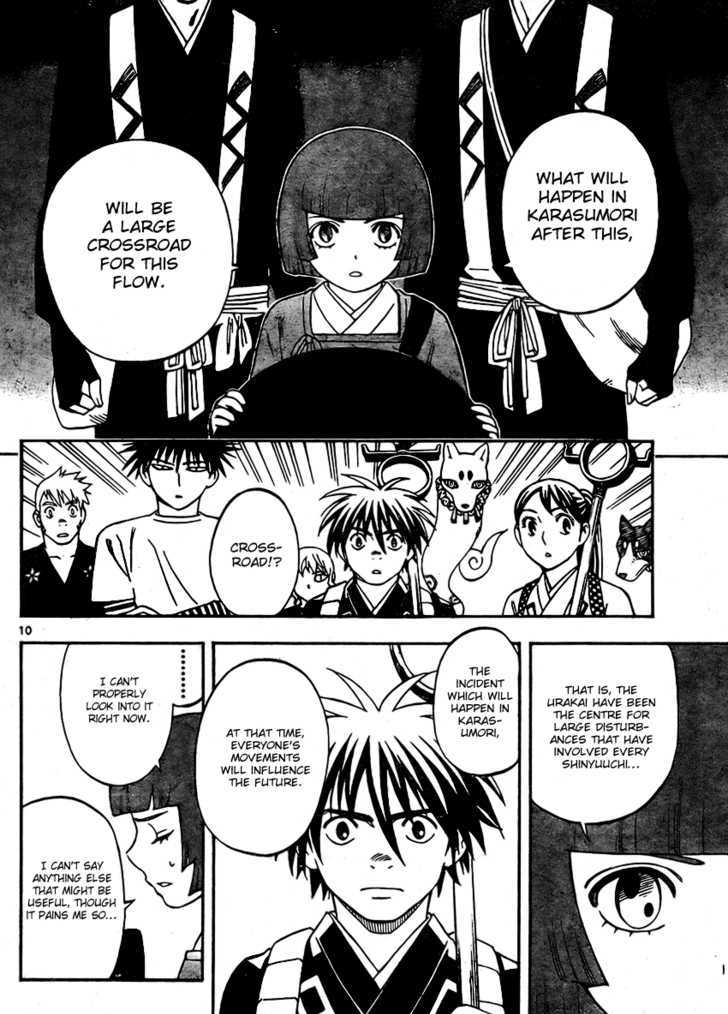 WHAT WILL
HAPPEN IN
KARASUMORI
AFTER THIS,
WILL BE
A LARGE
CROSSROAD
FOR THIS
FLOW.
CROSS-
ROAD!?
10
THAT IS, THE
URAKAI HAVE BEEN
THE CENTRE FOR
LARGE DISTURB-
ANCES THAT HAVE
INVOLVED EVERY
SHINYUUCHI...
THE
INCIDENT
WHICH WILL
HAPPEN IN
KARAS-
UMORI,
AT THAT TIME,
EVERYONE'S
MOVEMENTS
WILL INFLUENCE
THE FUTURE.
......
I CAN'T
PROPERLY
LOOK INTO IT
RIGHT NOW.
I CAN'T SAY
ANYTHING ELSE
THAT MIGHT BE
USEFUL, THOUGH
IT PAINS ME SO...